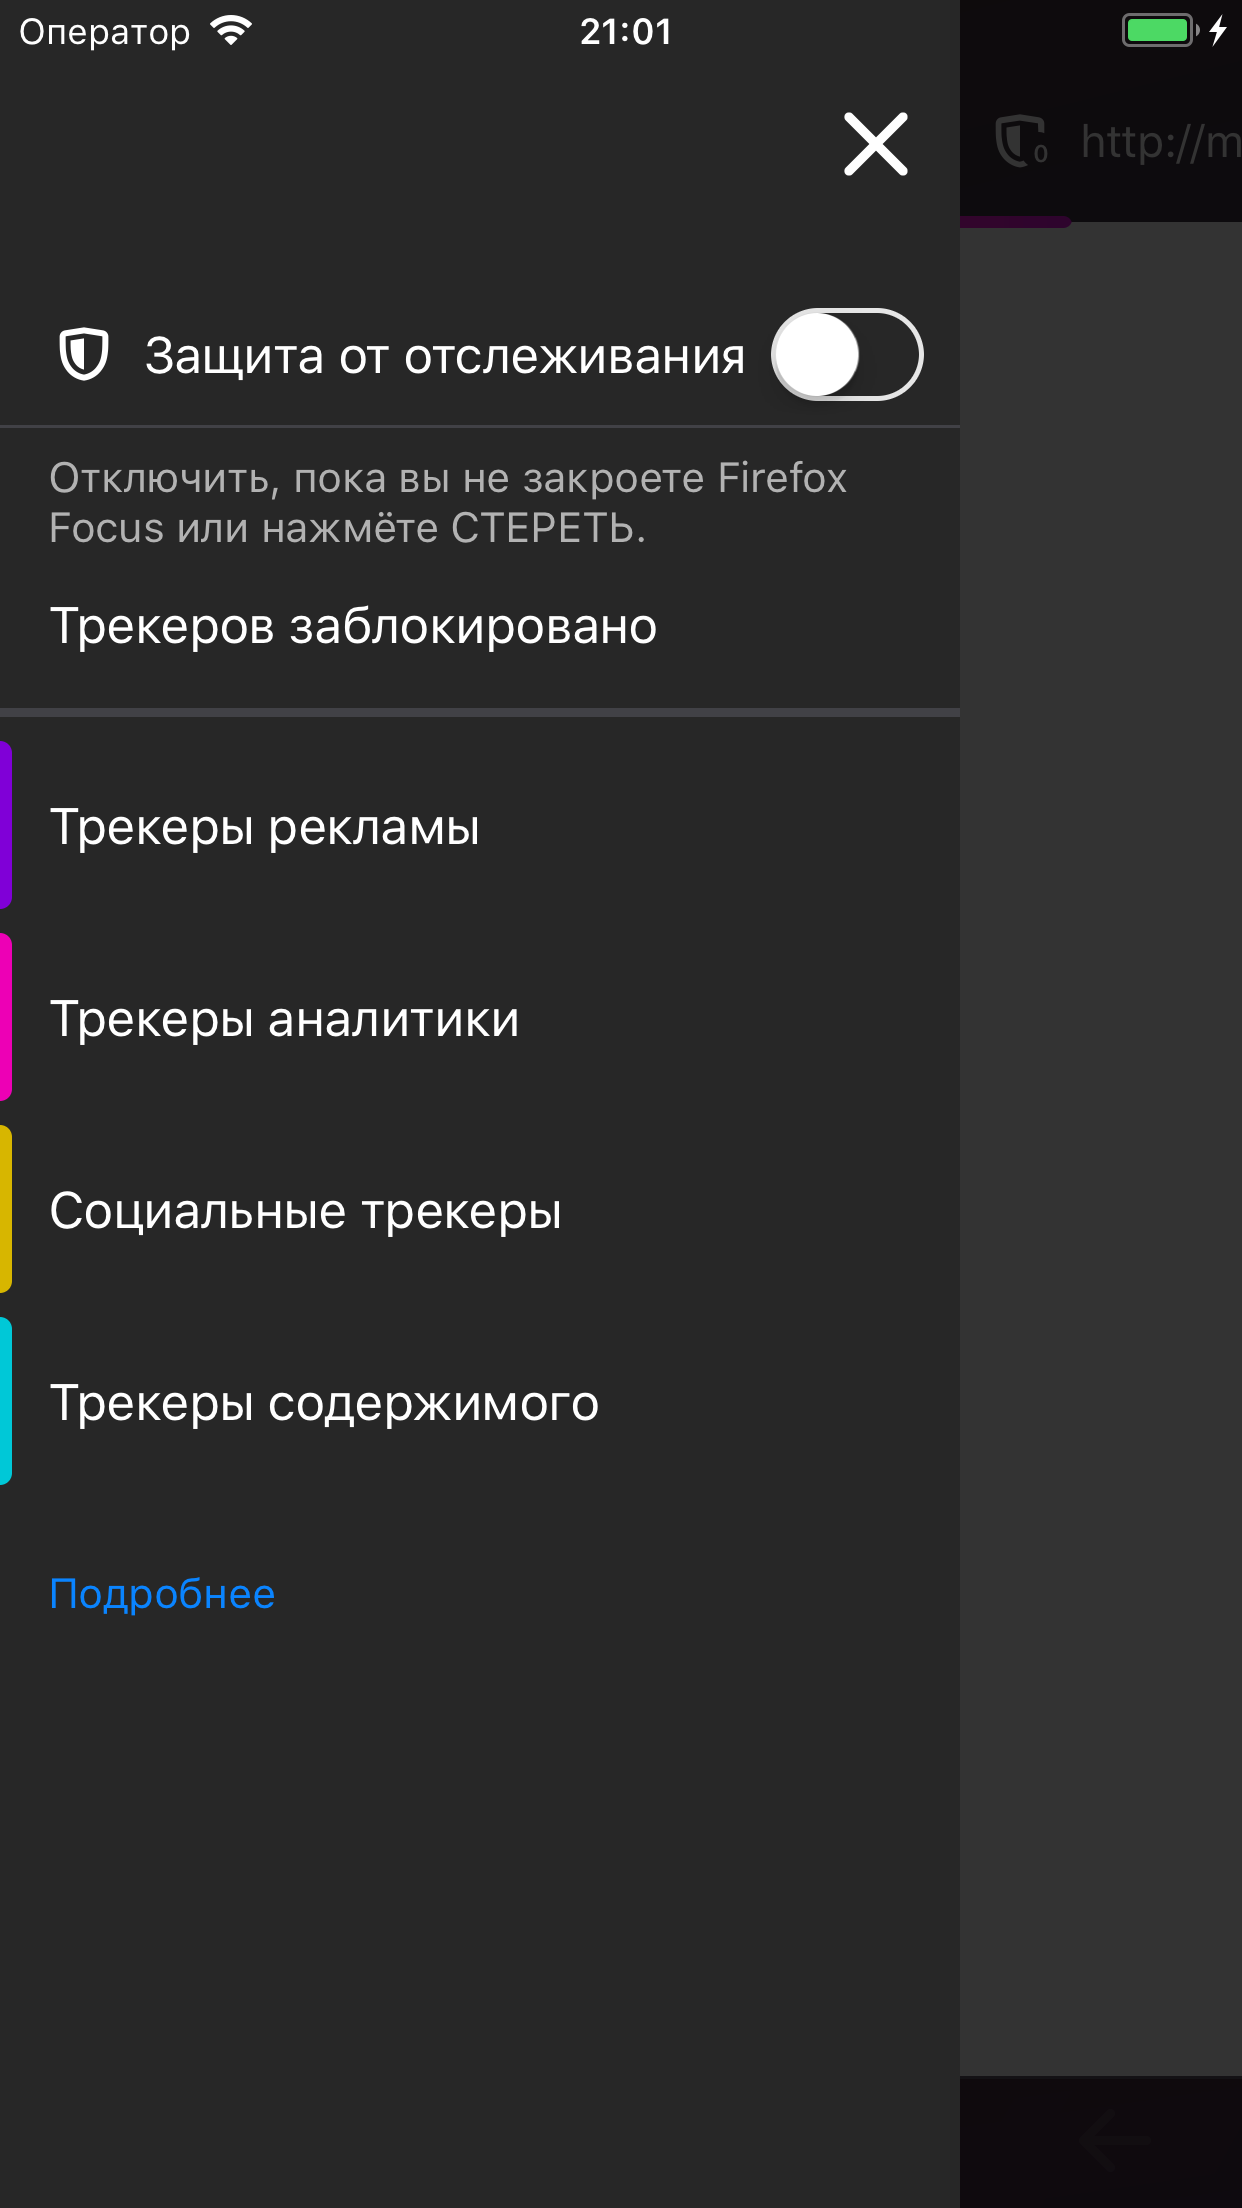 Оператор 21:01
0 http://m
Защита от отслеживания
Отключить, пока вы не закроете Firefox
Focus или нажмёте СТЕРЕТЬ.
Трекеров заблокировано
Трекеры рекламы
Трекеры аналитики
Социальные трекеры
Трекеры содержимого
Подробнее